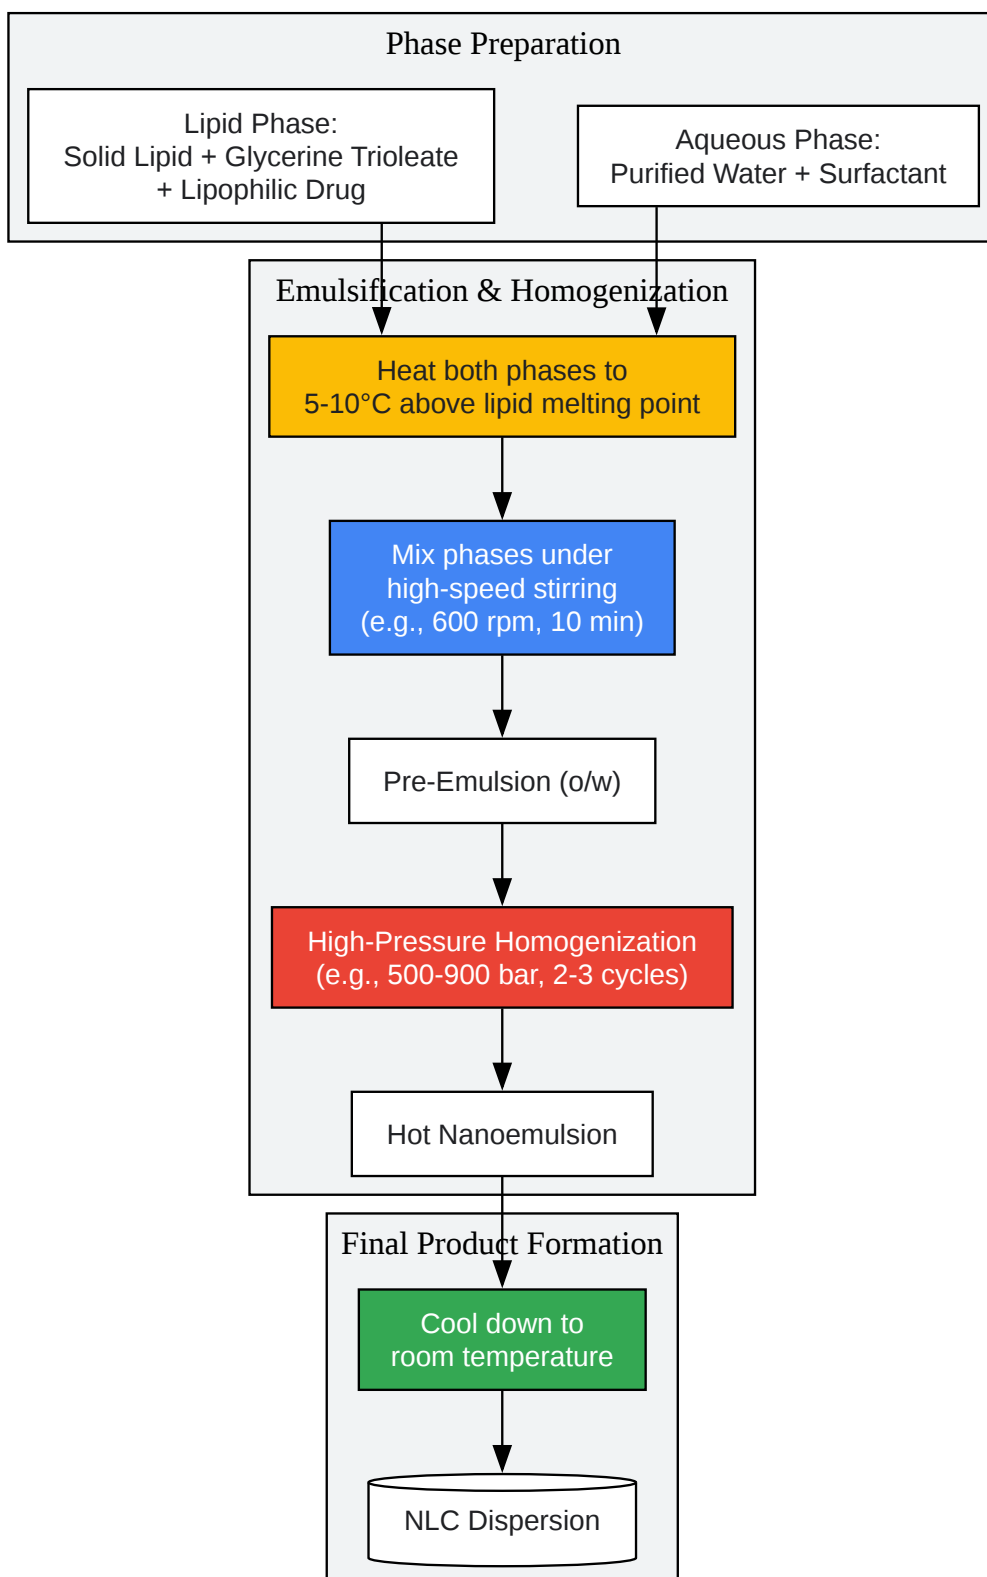 Phase Preparation
Lipid Phase:
Solid Lipid + Glycerine Trioleate
+ Lipophilic Drug
Aqueous Phase:
Purified Water + Surfactant
Emulsification & Homogenization
Heat both phases to
5-10°C above lipid melting point
Mix phases under
high-speed stirring
(e.g., 600 rpm, 10 min)
Pre-Emulsion (o/w)
High-Pressure Homogenization
(e.g., 500-900 bar, 2-3 cycles)
Hot Nanoemulsion
Final Product Formation
Cool down to
room temperature
NLC Dispersion